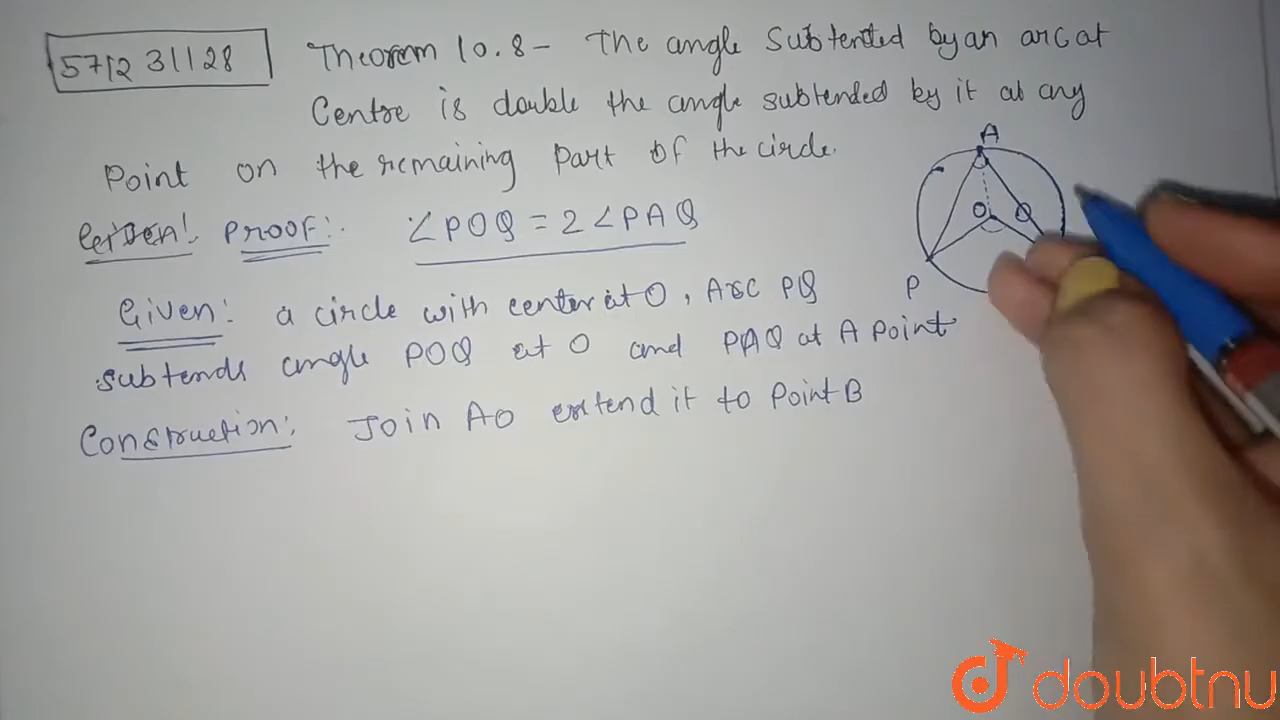 571231128
Theorem 10.8 - The angle Subtended by an arc at
Centre is double the angle subtended by it at any
Point on the remaining Part of the circle.
Proof:. ∠POQ = 2∠PAQ
Given: a circle with center at O, Arc PQ
subtends angle POQ at O and PAQ at A Point
Construction: Join AO extend it to Point B
A
O
P
doubtnut